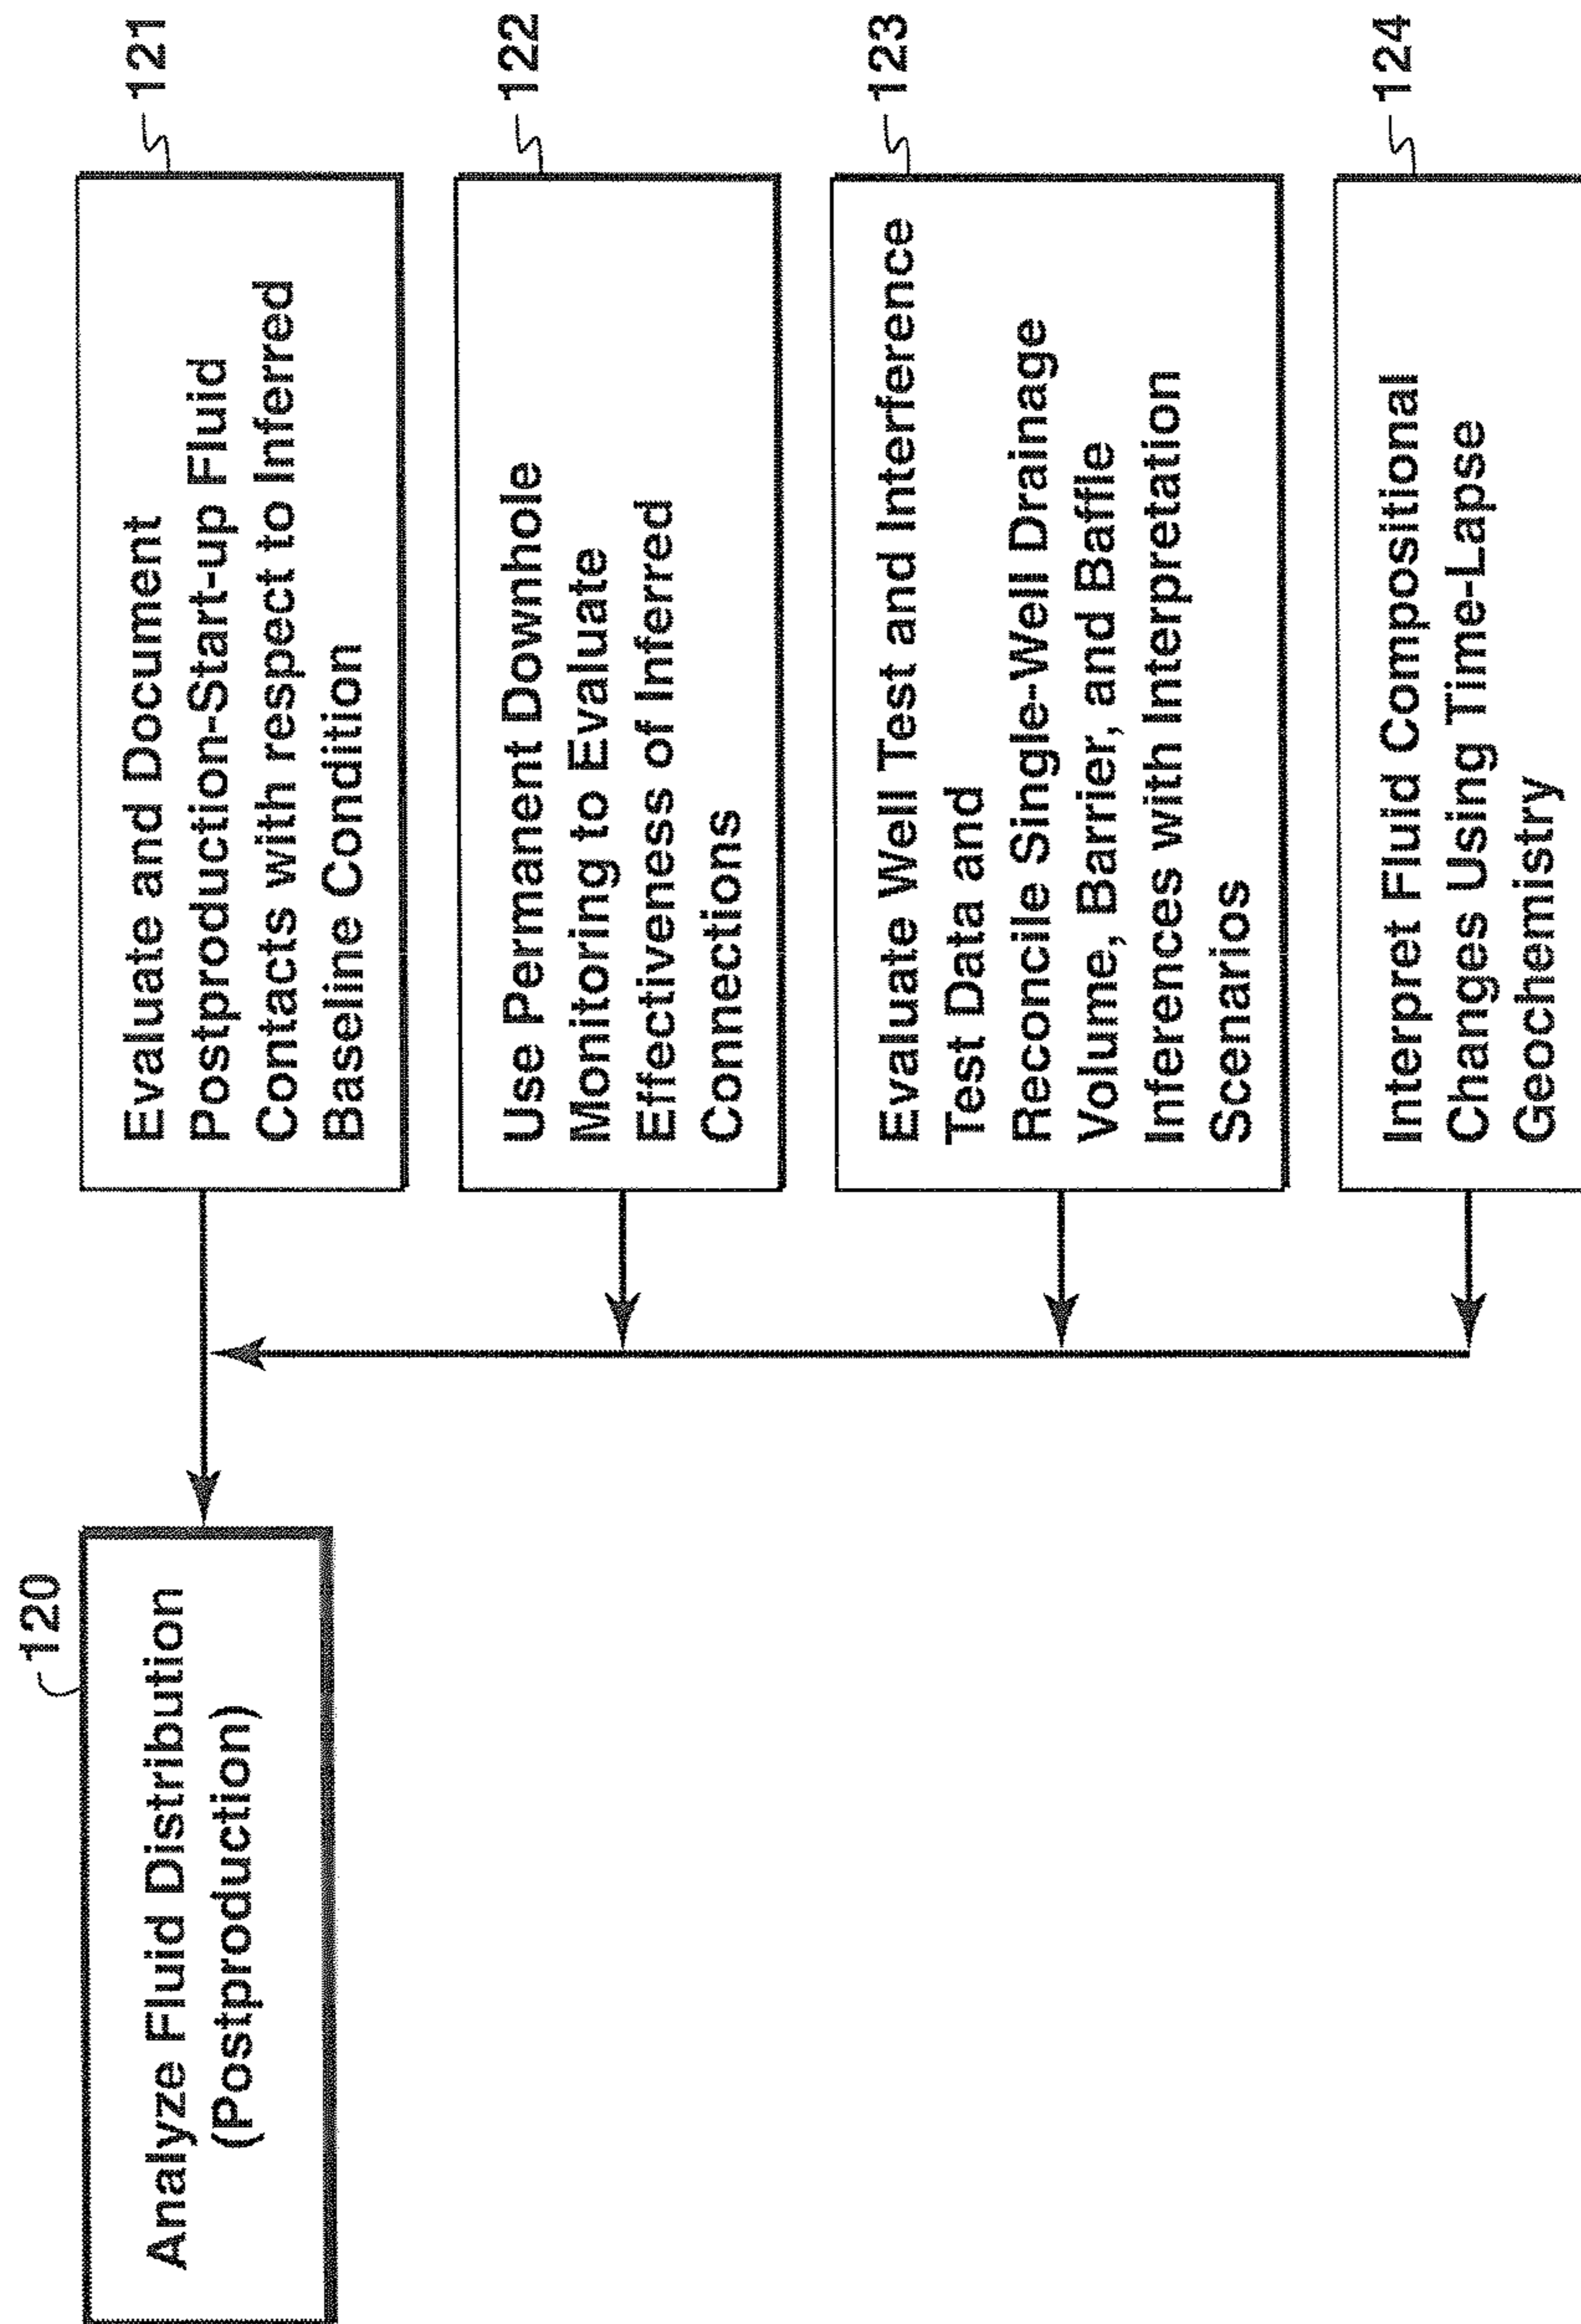 120
Analyze Fluid Distribution
(Postproduction)
121
Evaluate and Document
Postproduction-Start-up Fluid
Contacts with respect to Inferred
Baseline Condition
122
Use Permanent Downhole
Monitoring to Evaluate
Effectiveness of Inferred
Connections
123
Evaluate Well Test and Interference
Test Data and
Reconcile Single-Well Drainage
Volume, Barrier, and Baffle
Inferences with Interpretation
Scenarios
124
Interpret Fluid Compositional
Changes Using Time-Lapse
Geochemistry